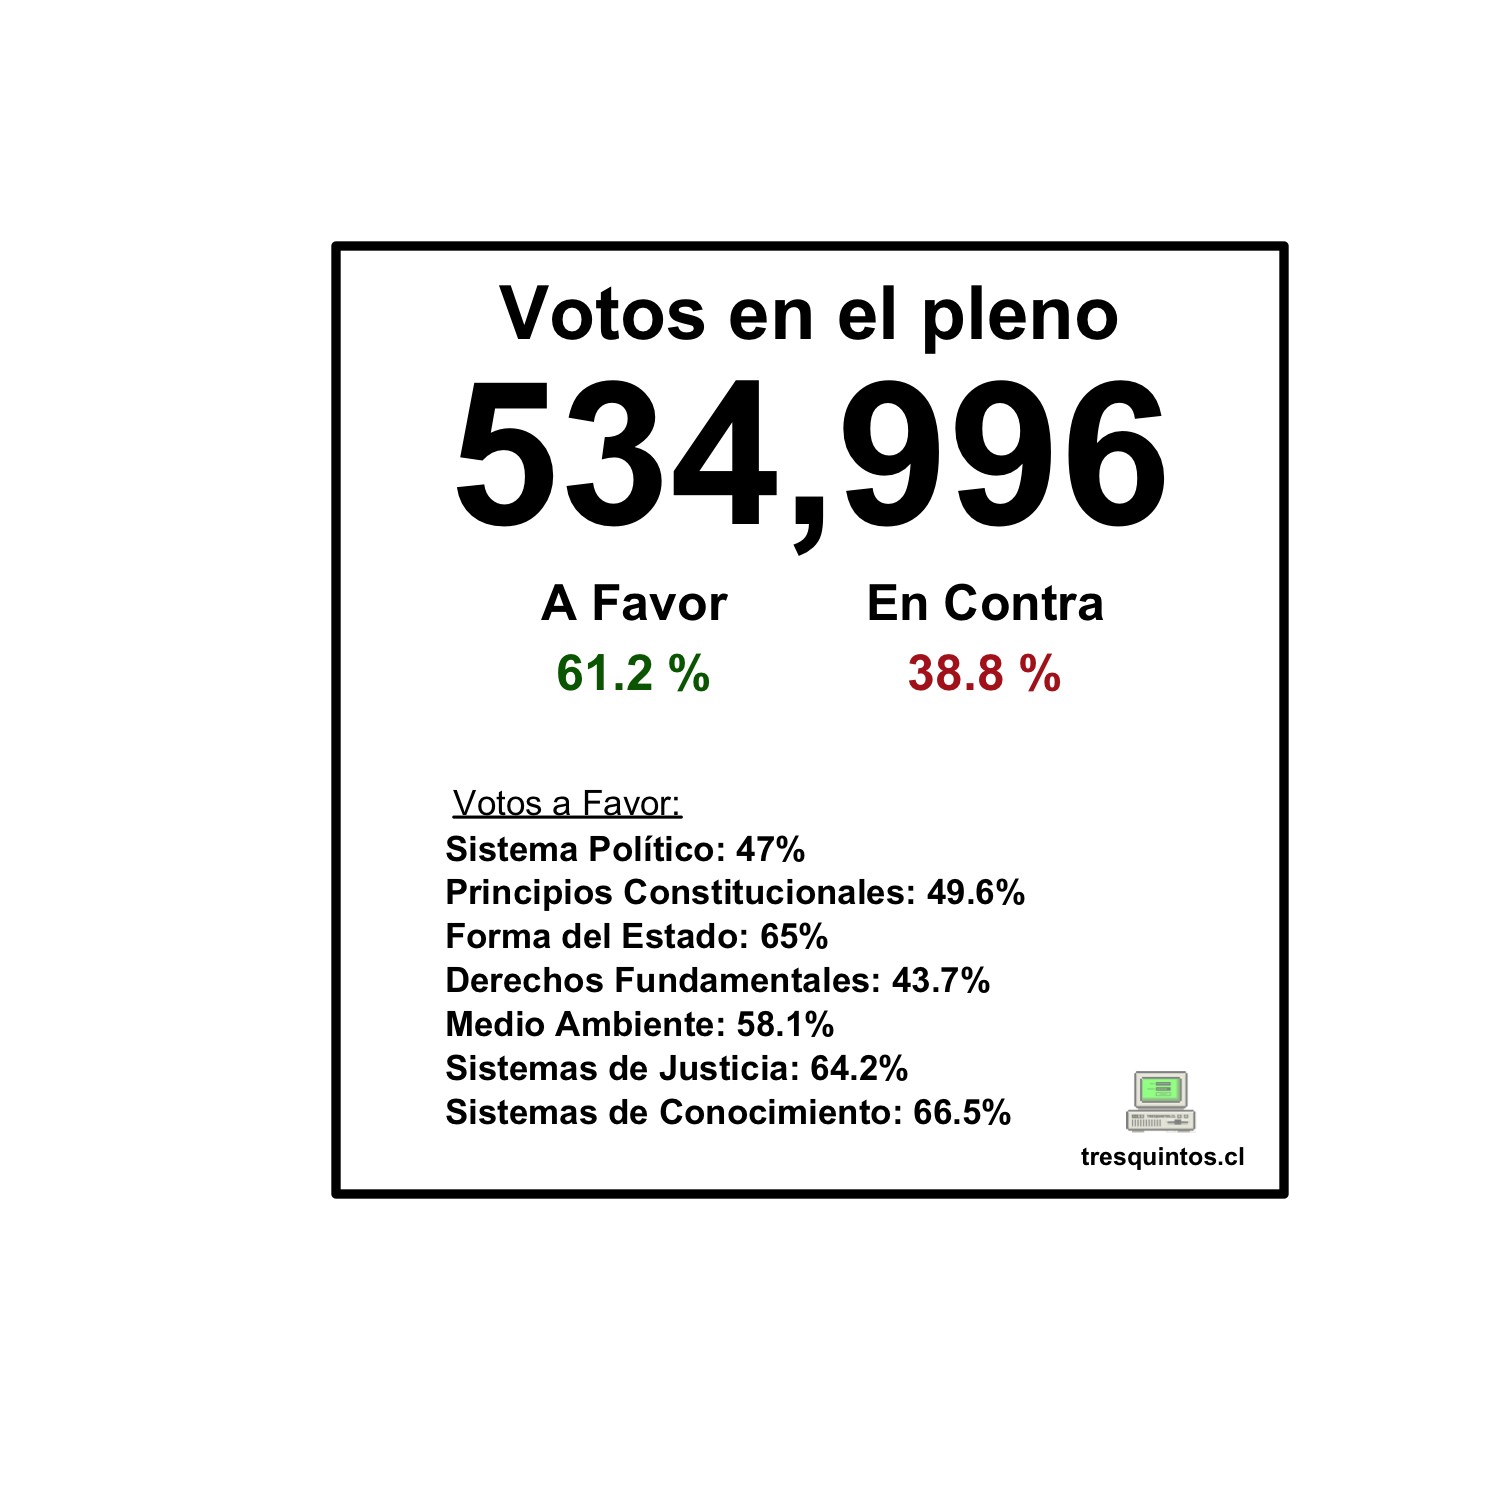 Votos en el pleno
534,996
A Favor En Contra
61.2 % 38.8 %
Votos a Favor:
Sistema Político: 47%
Principios Constitucionales: 49.6%
Forma del Estado: 65%
Derechos Fundamentales: 43.7%
Medio Ambiente: 58.1%
Sistemas de Justicia: 64.2%
Sistemas de Conocimiento: 66.5%
tresquintos.cl